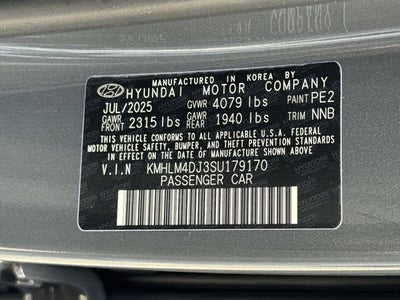 MANUFACTURED IN KOREA BY
HYUNDAI MOTOR COMPANY
JUL/2025 GVWR 4079 lbs PAINT PE2
GAWR FRONT 2315 lbs GAWR REAR 1940 lbs TRIM NNB
THIS VEHICLE CONFORMS TO ALL APPLICABLE U.S. FEDERAL
MOTOR VEHICLE SAFETY, BUMPER, AND THEFT PREVENTION
STANDARDS IN EFFECT ON THE DATE OF MANUFACTURE SHOWN ABOVE.
V.I.N KMHLM4DJ3SU179170
PASSENGER CAR